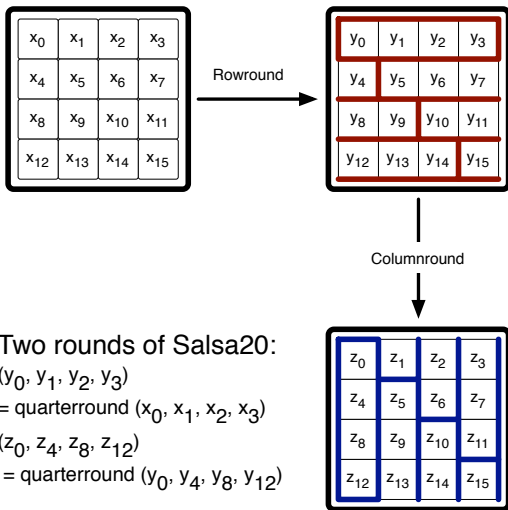 x0 x1 x2 x3
x4 x5 x6 x7
x8 x9 x10 x11
x12 x13 x14 x15
Rowround
y0 y1 y2 y3
y4 y5 y6 y7
y8 y9 y10 y11
y12 y13 y14 y15
Columnround
Two rounds of Salsa20:
(y0, y1, y2, y3)
= quarterround (x0, x1, x2, x3)
(z0, z4, z8, z12)
= quarterround (y0, y4, y8, y12)
z0 z1 z2 z3
z4 z5 z6 z7
z8 z9 z10 z11
z12 z13 z14 z15